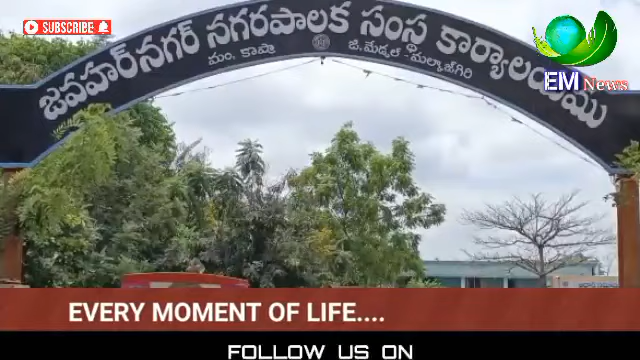 SUBSCRIBE
జవహర్‌నగర్ నగరపాలక సంస్థ కార్యాలయము
మం. కాప్రా జి.మేడ్చల్-మల్కాజ్‌గిరి
EM News
EVERY MOMENT OF LIFE....
FOLLOW US ON